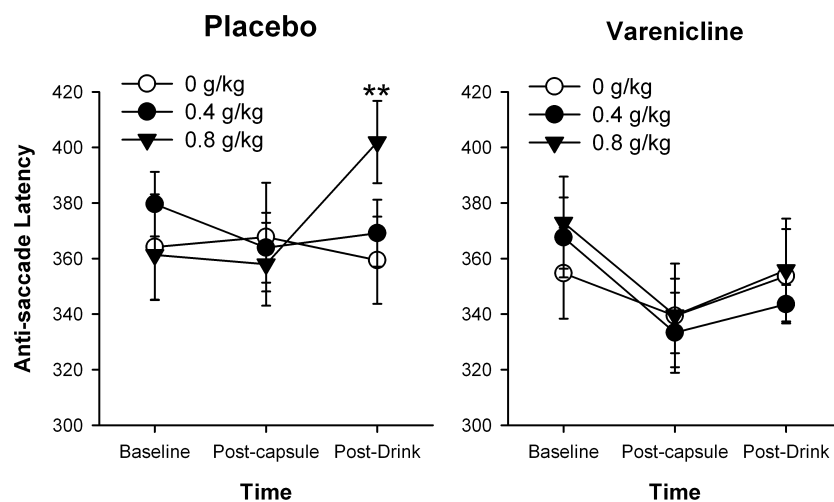 Placebo
Varenicline
Anti-saccade Latency
420
400
380
360
340
320
300
0 g/kg
0.4 g/kg
0.8 g/kg
**
Baseline
Post-capsule
Post-Drink
Time
420
400
380
360
340
320
300
0 g/kg
0.4 g/kg
0.8 g/kg
Baseline
Post-capsule
Post-Drink
Time